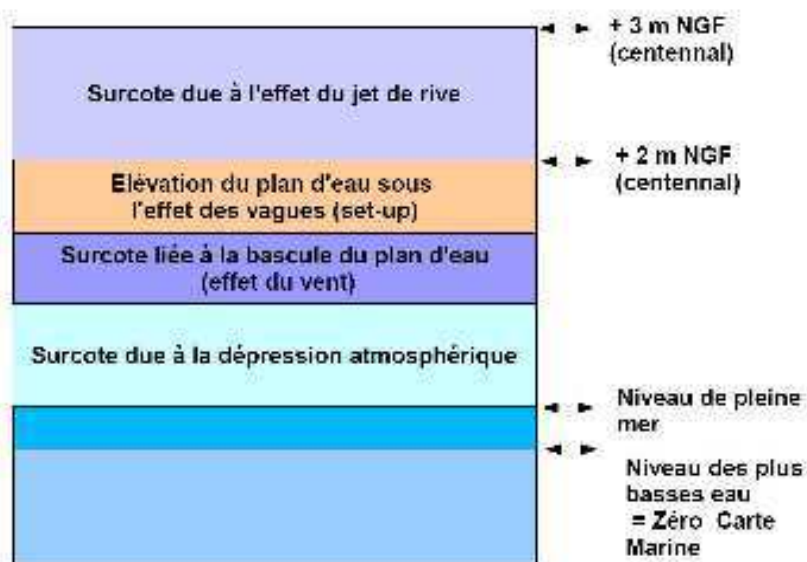 + 3 m NGF
(centennal)
Surcote due à l'effet du jet de rive
+ 2 m NGF
(centennal)
Elévation du plan d'eau sous
l'effet des vagues (set-up)
Surcote liée à la bascule du plan d'eau
(effet du vent)
Surcote due à la dépression atmosphérique
Niveau de pleine
mer
Niveau des plus
basses eau
= Zéro Carte
Marine